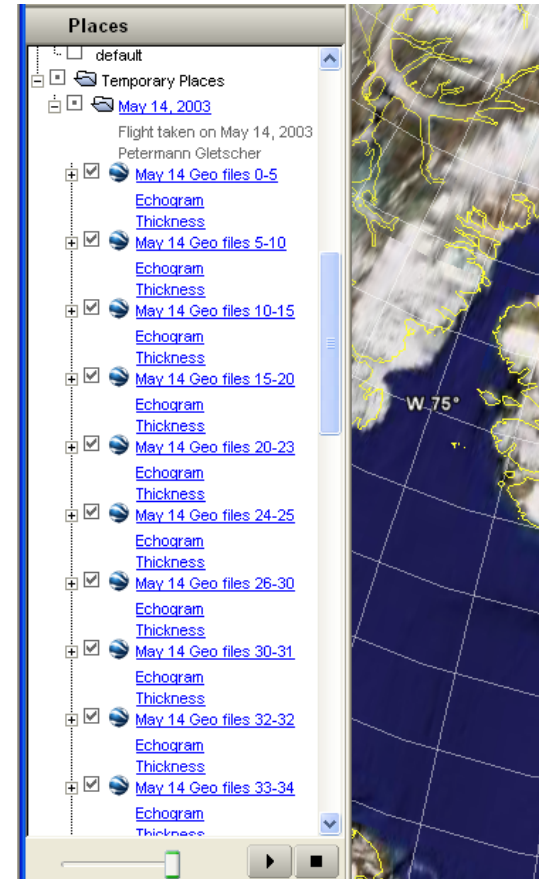 Places
default
Temporary Places
May 14, 2003
Flight taken on May 14, 2003
Petermann Gletscher
May 14 Geo files 0-5
Echogram
Thickness
May 14 Geo files 5-10
Echogram
Thickness
May 14 Geo files 10-15
Echogram
Thickness
May 14 Geo files 15-20
Echogram
Thickness
May 14 Geo files 20-23
Echogram
Thickness
May 14 Geo files 24-25
Echogram
Thickness
May 14 Geo files 26-30
Echogram
Thickness
May 14 Geo files 30-31
Echogram
Thickness
May 14 Geo files 32-32
Echogram
Thickness
May 14 Geo files 33-34
Echogram
Thickness
W 75°